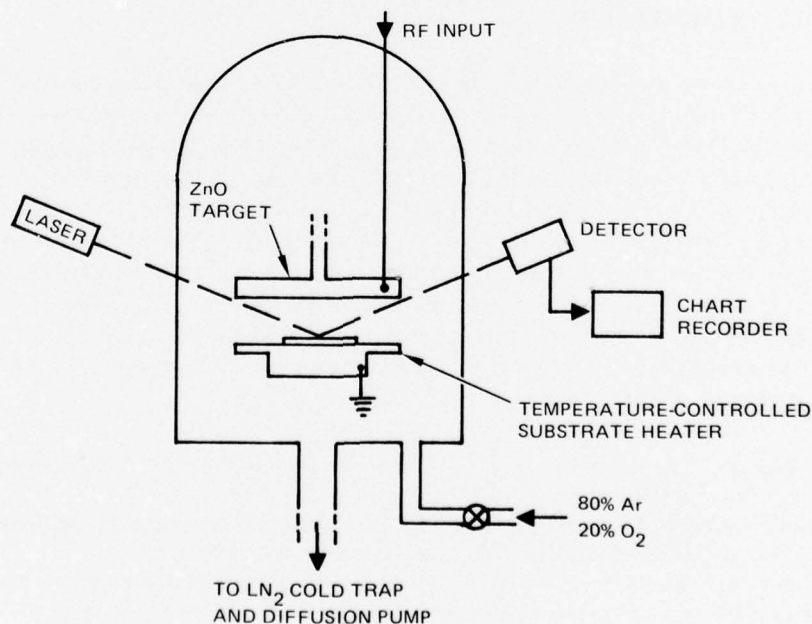 RF INPUT
ZnO
TARGET
LASER
DETECTOR
CHART
RECORDER
TEMPERATURE-CONTROLLED
SUBSTRATE HEATER
80% Ar
20% O₂
TO LN₂ COLD TRAP
AND DIFFUSION PUMP